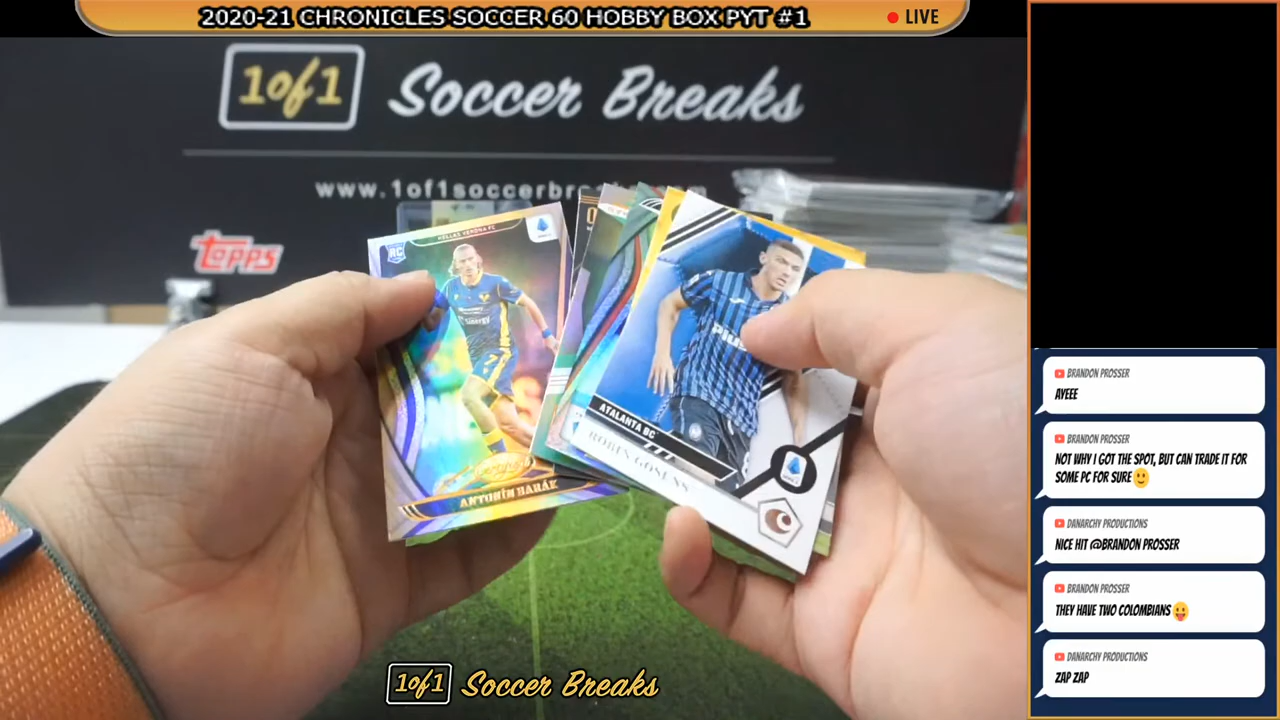 2020-21 CHRONICLES SOCCER 60 HOBBY BOX PYT #1
LIVE
1of1 Soccer Breaks
www.1of1soccerbr
TOPPS
HELLAS VERONA FC
RC
7
ANTONÍN BARÁK
ATALANTA BC
ROBIN GOSENS
1of1 Soccer Breaks
BRANDON PROSSER
AYEEE
BRANDON PROSSER
NOT WHY I GOT THE SPOT, BUT CAN TRADE IT FOR
SOME PC FOR SURE🙂
DANARCHY PRODUCTIONS
NICE HIT @BRANDON PROSSER
BRANDON PROSSER
THEY HAVE TWO COLOMBIANS😛
DANARCHY PRODUCTIONS
ZAP ZAP